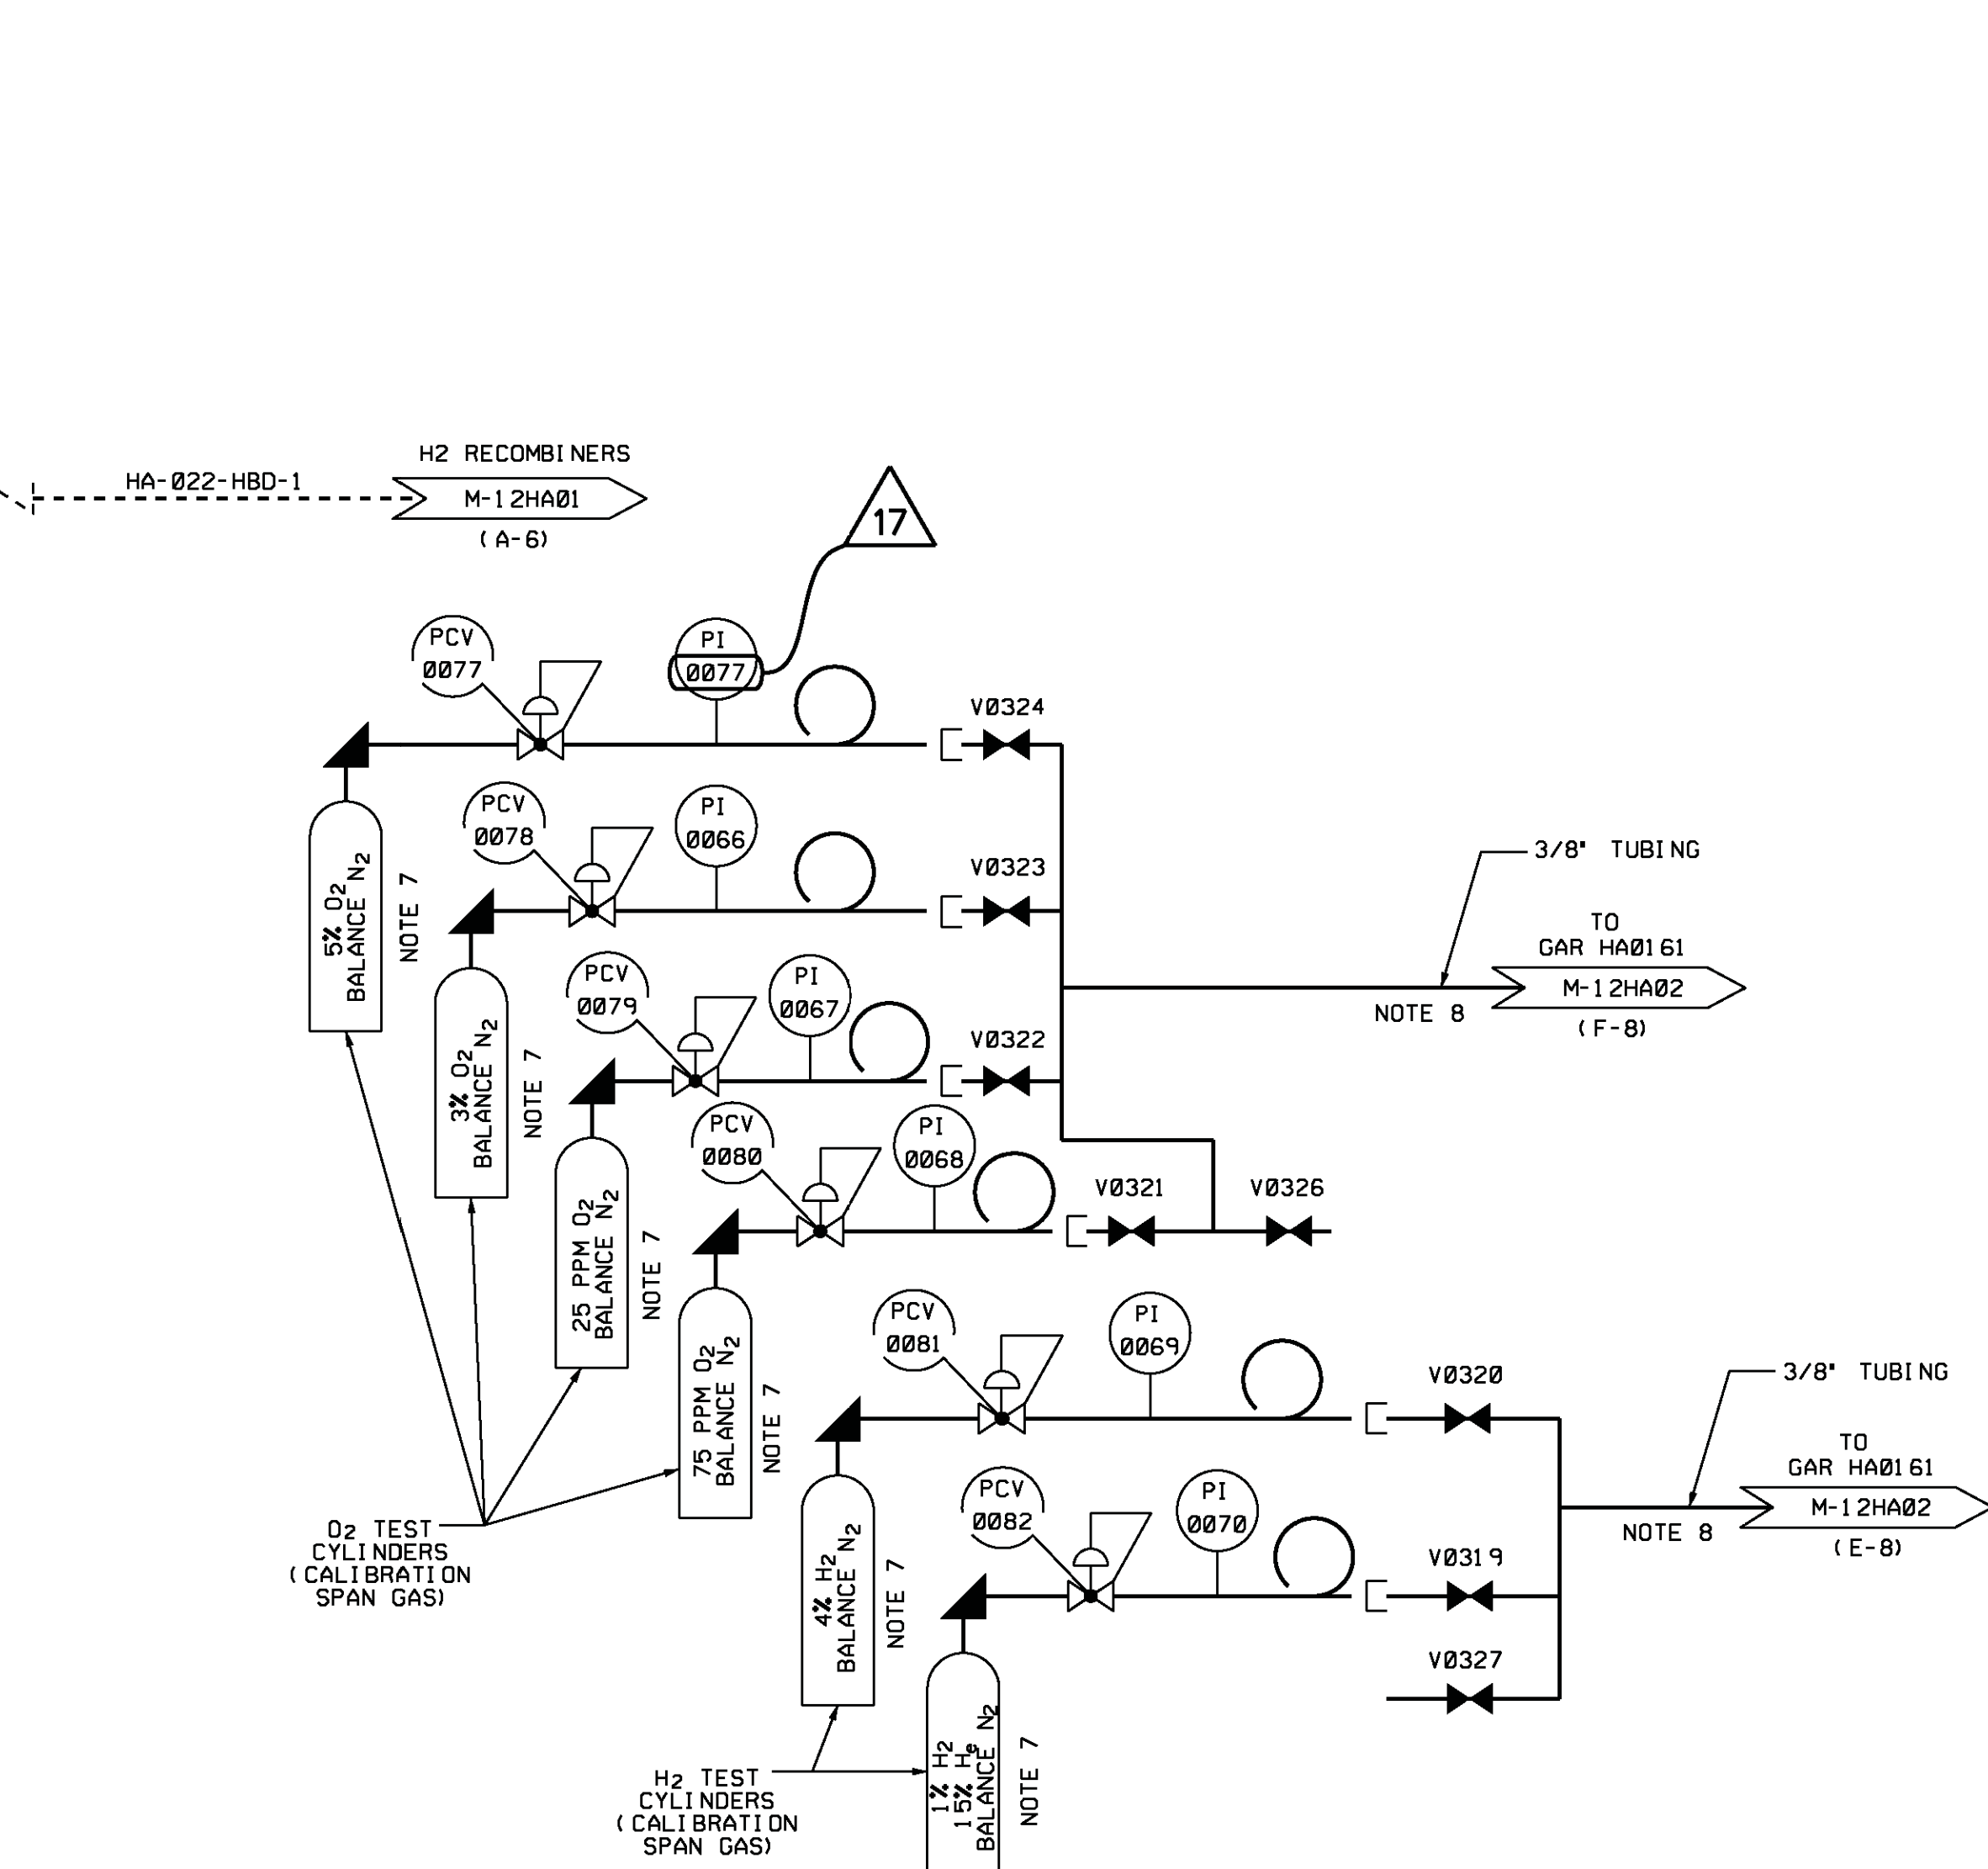 H2 RECOMBINERS
HA-022-HBD-1
M-12HA01
(A-6)
17
PCV
0077
PI
0077
V0324
5% O2
BALANCE N2
NOTE 7
PCV
0078
PI
0066
V0323
3% O2
BALANCE N2
NOTE 7
3/8" TUBING
TO
GAR HA0161
M-12HA02
NOTE 8
(F-8)
PCV
0079
PI
0067
V0322
25 PPM O2
BALANCE N2
NOTE 7
PCV
0080
PI
0068
V0321
V0326
75 PPM O2
BALANCE N2
NOTE 7
O2 TEST
CYLINDERS
(CALIBRATION
SPAN GAS)
PCV
0081
PI
0069
V0320
4% H2
BALANCE N2
NOTE 7
3/8" TUBING
TO
GAR HA0161
M-12HA02
NOTE 8
(E-8)
PCV
0082
PI
0070
V0319
V0327
1% H2
15% He
BALANCE N2
NOTE 7
H2 TEST
CYLINDERS
(CALIBRATION
SPAN GAS)